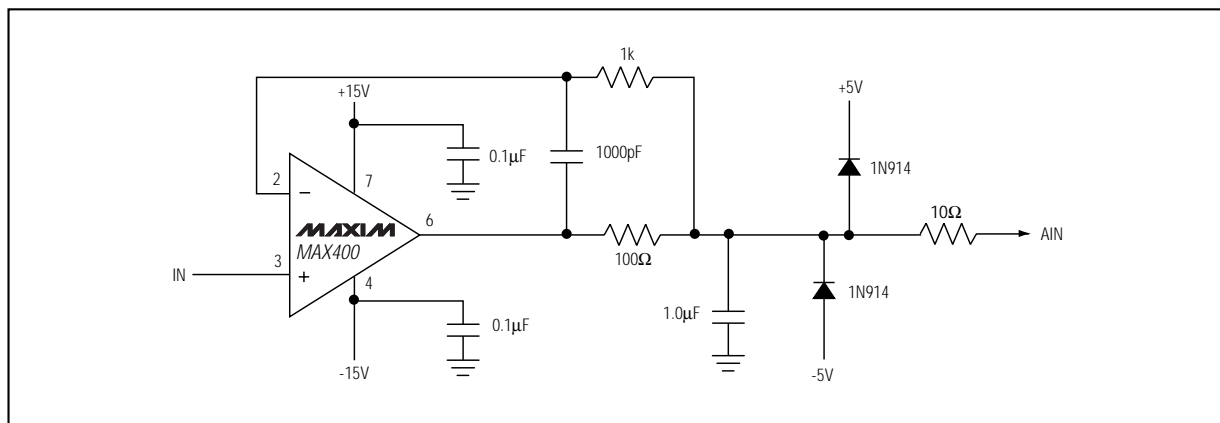 1k
+15V
+5V
0.1µF
1000pF
1N914
2
7
−
MAXIM
MAX400
6
10Ω
AIN
100Ω
IN
3
+
4
1N914
0.1µF
1.0µF
-15V
-5V